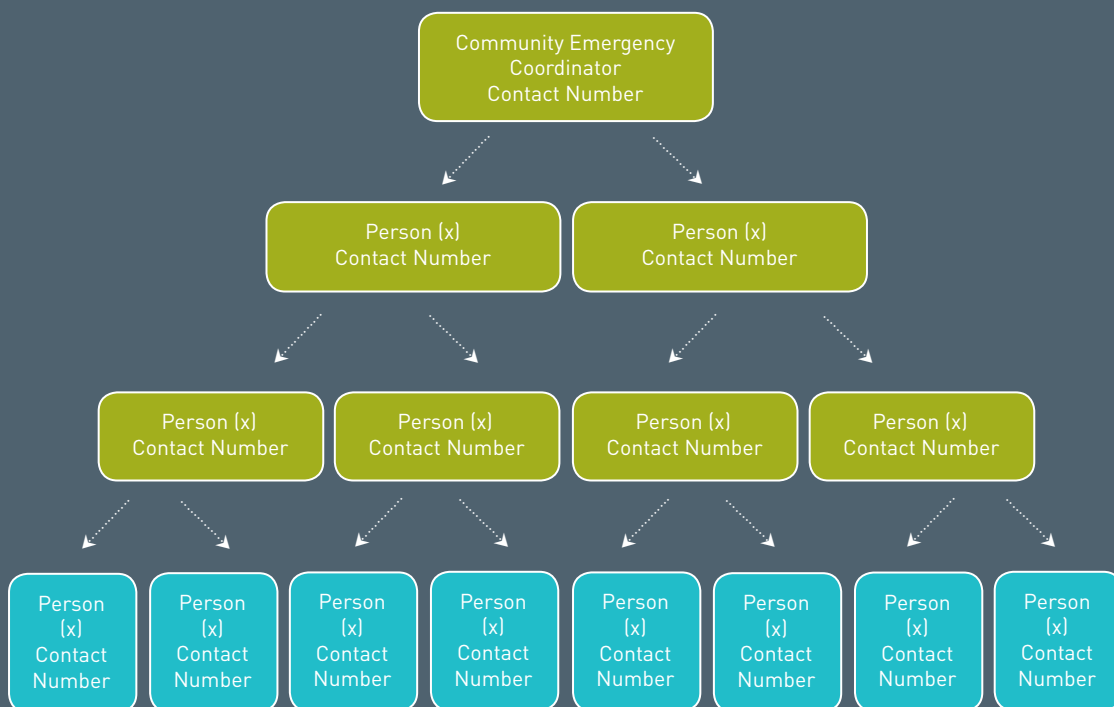 Community Emergency
Coordinator
Contact Number
Person (x)
Contact Number
Person (x)
Contact Number
Person (x)
Contact Number
Person (x)
Contact Number
Person (x)
Contact Number
Person (x)
Contact Number
Person
(x)
Contact
Number
Person
(x)
Contact
Number
Person
(x)
Contact
Number
Person
(x)
Contact
Number
Person
(x)
Contact
Number
Person
(x)
Contact
Number
Person
(x)
Contact
Number
Person
(x)
Contact
Number